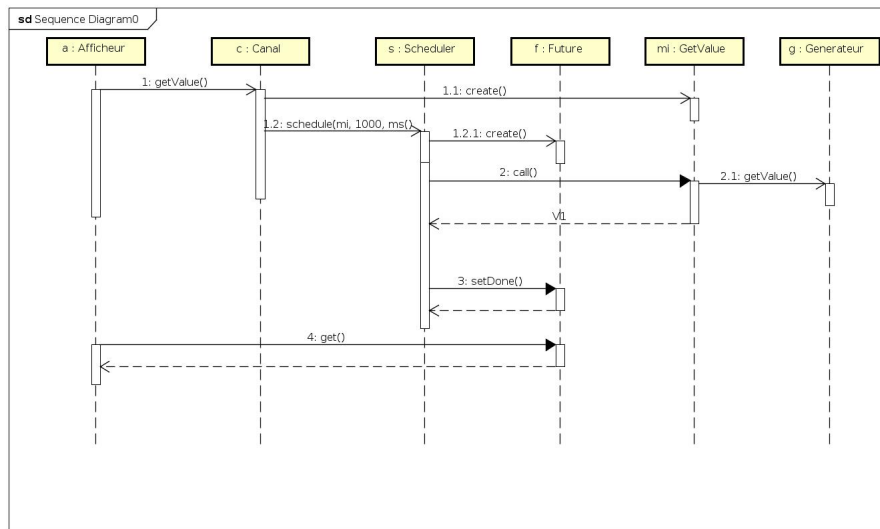 sd Sequence Diagram0
a : Afficheur
c : Canal
s : Scheduler
f : Future
mi : GetValue
g : Generateur
1: getValue()
1.1: create()
1.2: schedule(mi, 1000, ms()
1.2.1: create()
2: call()
2.1: getValue()
V1
3: setDone()
4: get()